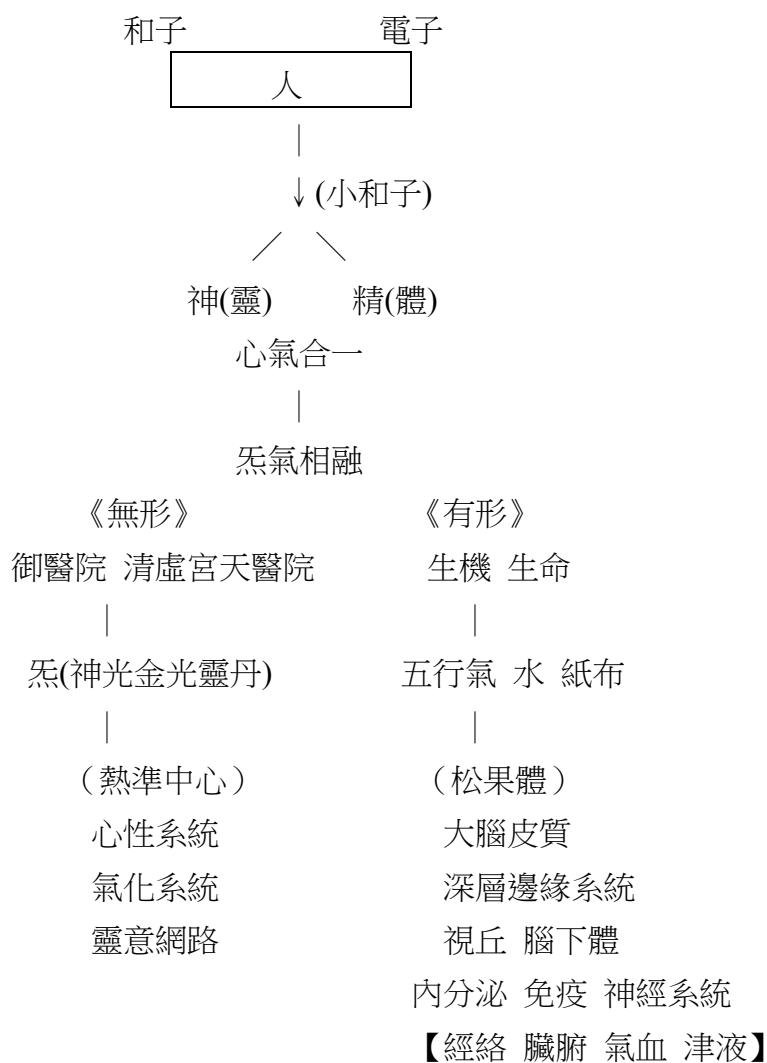 和子 電子
人
↓(小和子)
神(靈) 精(體)
心氣合一
炁氣相融
《無形》 《有形》
御醫院 清虛宮天醫院 生機 生命
炁(神光金光靈丹) 五行氣 水 紙布
(熱準中心) (松果體)
心性系統 大腦皮質
氣化系統 深層邊緣系統
靈意網路 視丘 腦下體
內分泌 免疫 神經系統
【經絡 臟腑 氣血 津液】